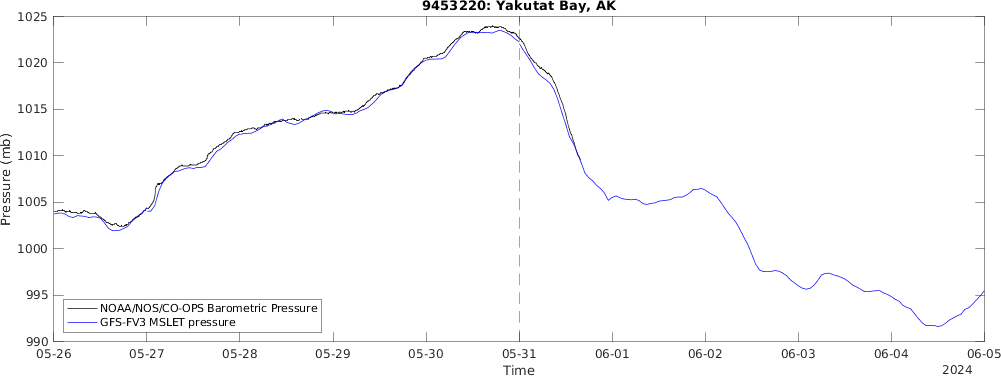 9453220: Yakutat Bay, AK
1025
1020
1015
1010
1005
1000
995
990
Pressure (mb)
NOAA/NOS/CO-OPS Barometric Pressure
GFS-FV3 MSLET pressure
05-26 05-27 05-28 05-29 05-30 05-31 06-01 06-02 06-03 06-04 06-05
Time
2024